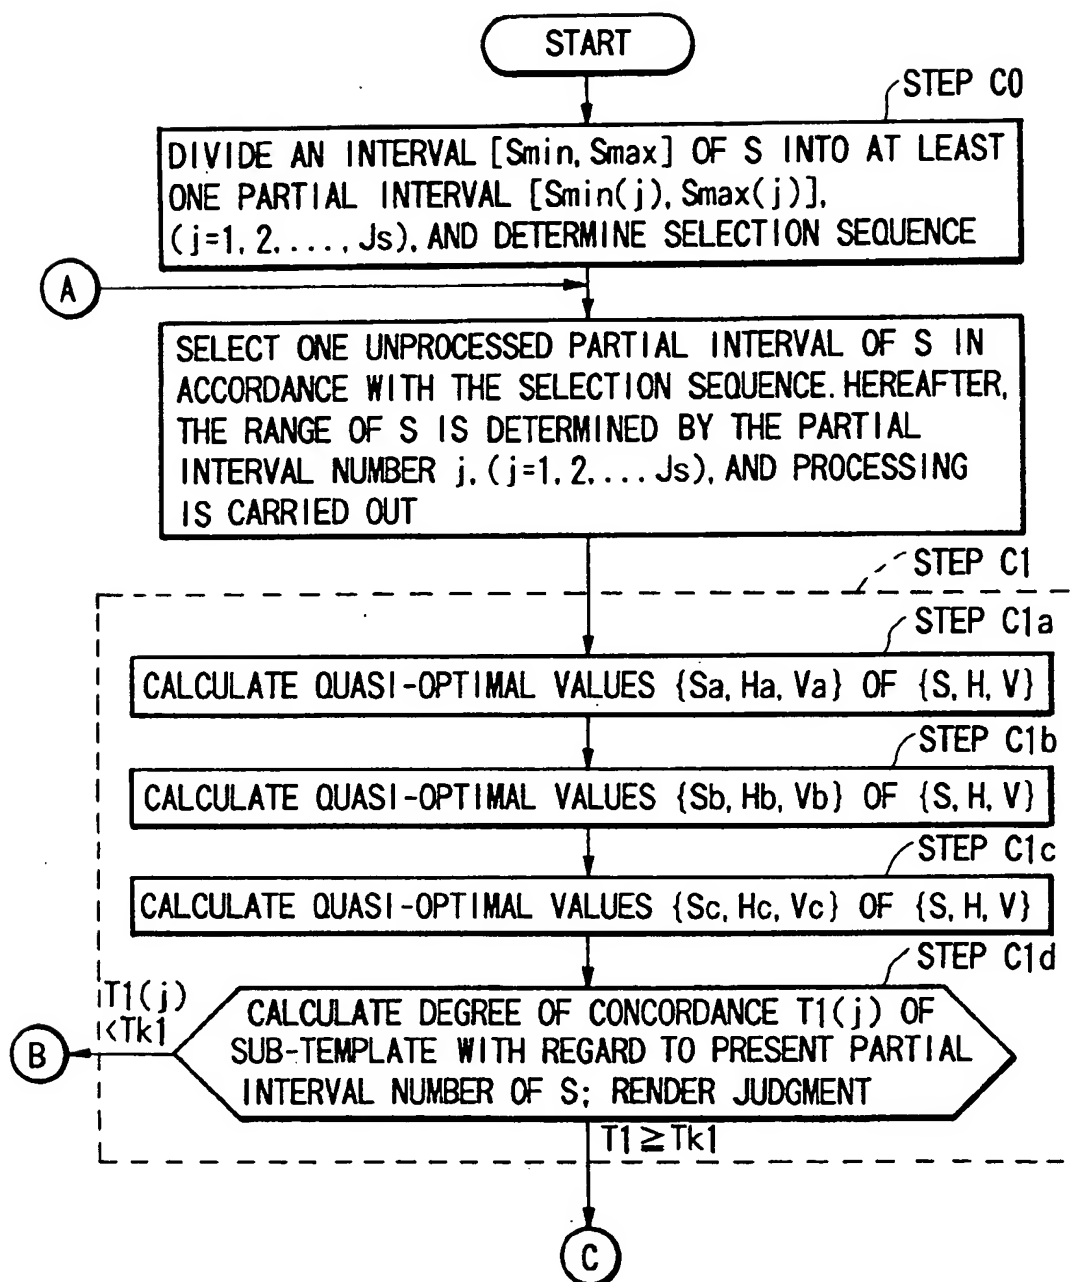 START
STEP C0
DIVIDE AN INTERVAL [Smin, Smax] OF S INTO AT LEAST
ONE PARTIAL INTERVAL [Smin(j), Smax(j)],
(j=1, 2, ..., Js), AND DETERMINE SELECTION SEQUENCE
A
SELECT ONE UNPROCESSED PARTIAL INTERVAL OF S IN
ACCORDANCE WITH THE SELECTION SEQUENCE. HEREAFTER,
THE RANGE OF S IS DETERMINED BY THE PARTIAL
INTERVAL NUMBER j, (j=1, 2, ... Js), AND PROCESSING
IS CARRIED OUT
STEP C1
STEP C1a
CALCULATE QUASI-OPTIMAL VALUES {Sa, Ha, Va} OF {S, H, V}
STEP C1b
CALCULATE QUASI-OPTIMAL VALUES {Sb, Hb, Vb} OF {S, H, V}
STEP C1c
CALCULATE QUASI-OPTIMAL VALUES {Sc, Hc, Vc} OF {S, H, V}
STEP C1d
T1(j)
<Tk1
B
CALCULATE DEGREE OF CONCORDANCE T1(j) OF
SUB-TEMPLATE WITH REGARD TO PRESENT PARTIAL
INTERVAL NUMBER OF S; RENDER JUDGMENT
T1≧Tk1
C